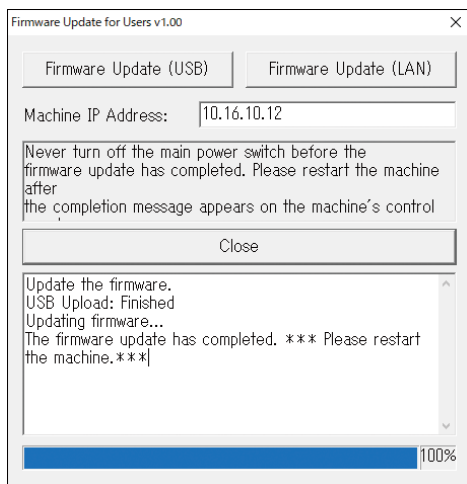 Firmware Update for Users v1.00
Firmware Update (USB) Firmware Update (LAN)
Machine IP Address: 10.16.10.12
Never turn off the main power switch before the
firmware update has completed. Please restart the machine
after
the completion message appears on the machine's control
Close
Update the firmware.
USB Upload: Finished
Updating firmware...
The firmware update has completed. *** Please restart
the machine.***
100%